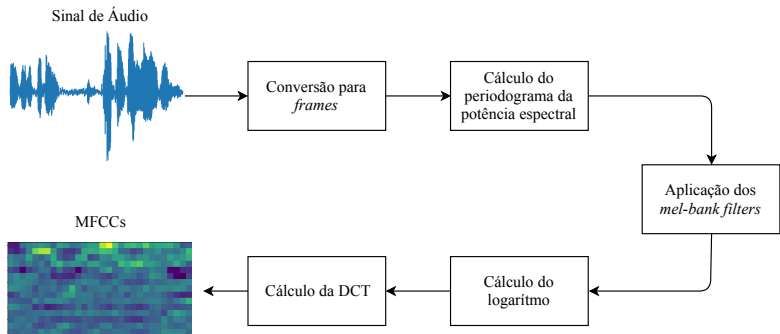 Sinal de Áudio
Conversão para
frames
Cálculo do
periodograma da
potência espectral
Aplicação dos
mel-bank filters
Cálculo do
logarítmo
Cálculo da DCT
MFCCs